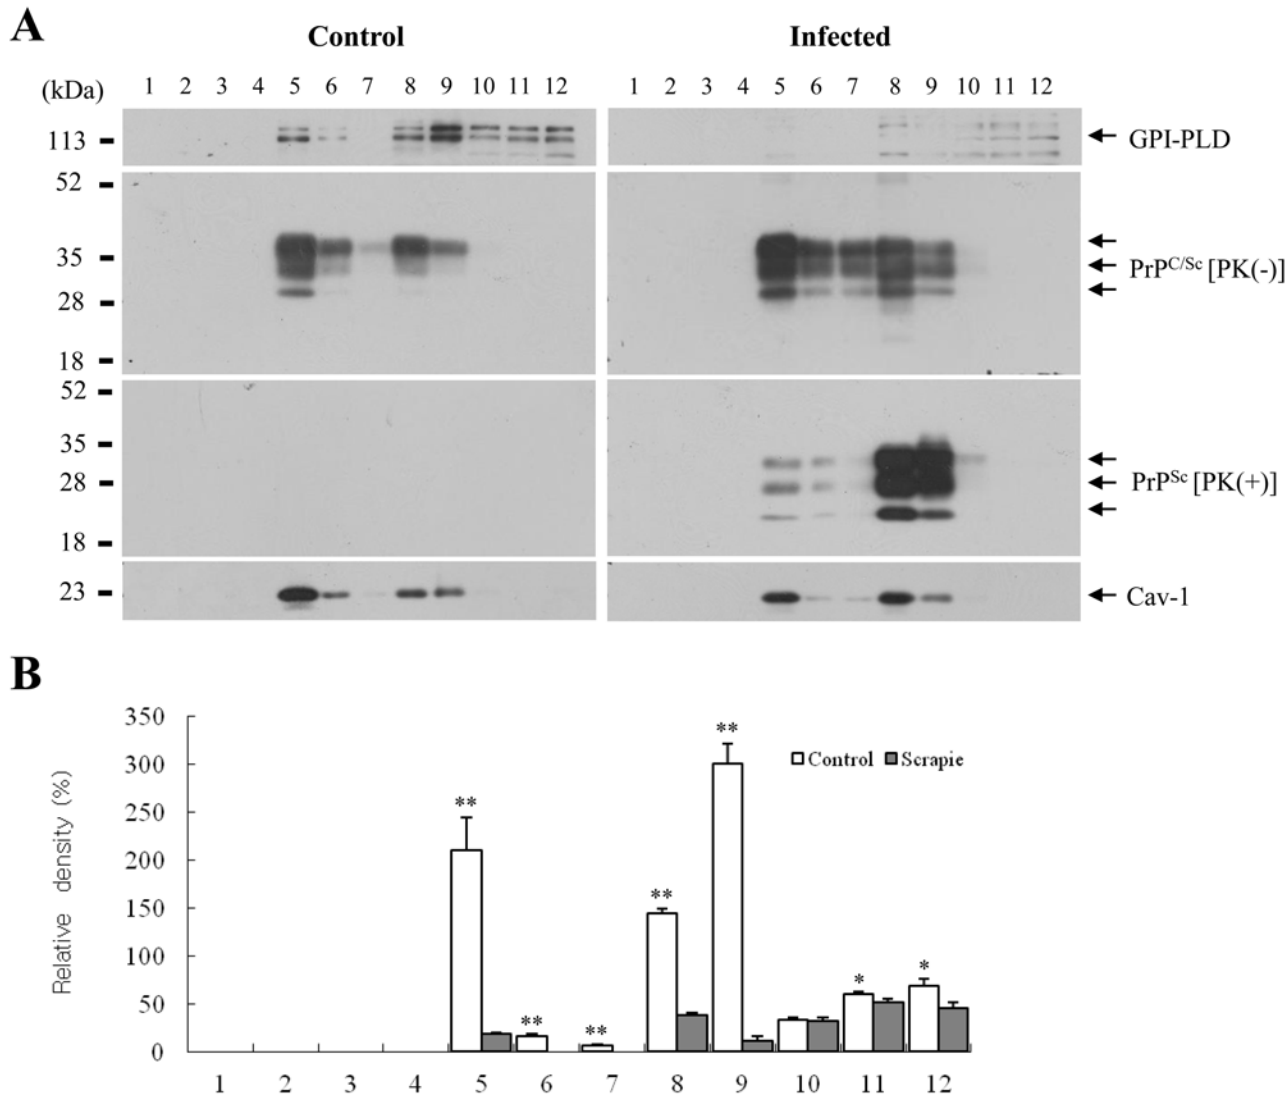 A
Control Infected
(kDa) 1 2 3 4 5 6 7 8 9 10 11 12 1 2 3 4 5 6 7 8 9 10 11 12
113 GPI-PLD
52
35 PrP^C/Sc [PK(-)]
28
18
52
35
28 PrP^Sc [PK(+)]
18
23 Cav-1
B
350
300
250
200
150
100
50
0
Relative density (%)
Control Scrapie
** ** ** ** ** * *
1 2 3 4 5 6 7 8 9 10 11 12